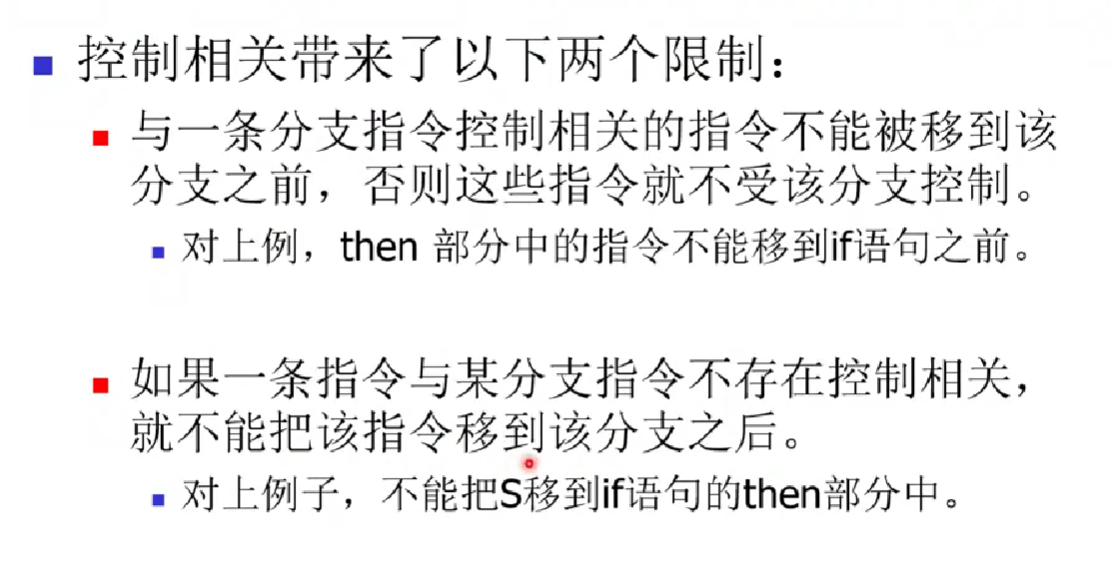 控制相关带来了以下两个限制：
与一条分支指令控制相关的指令不能被移到该
分支之前，否则这些指令就不受该分支控制。
对上例，then 部分中的指令不能移到if语句之前。
如果一条指令与某分支指令不存在控制相关，
就不能把该指令移到该分支之后。
对上例子，不能把S移到if语句的then部分中。